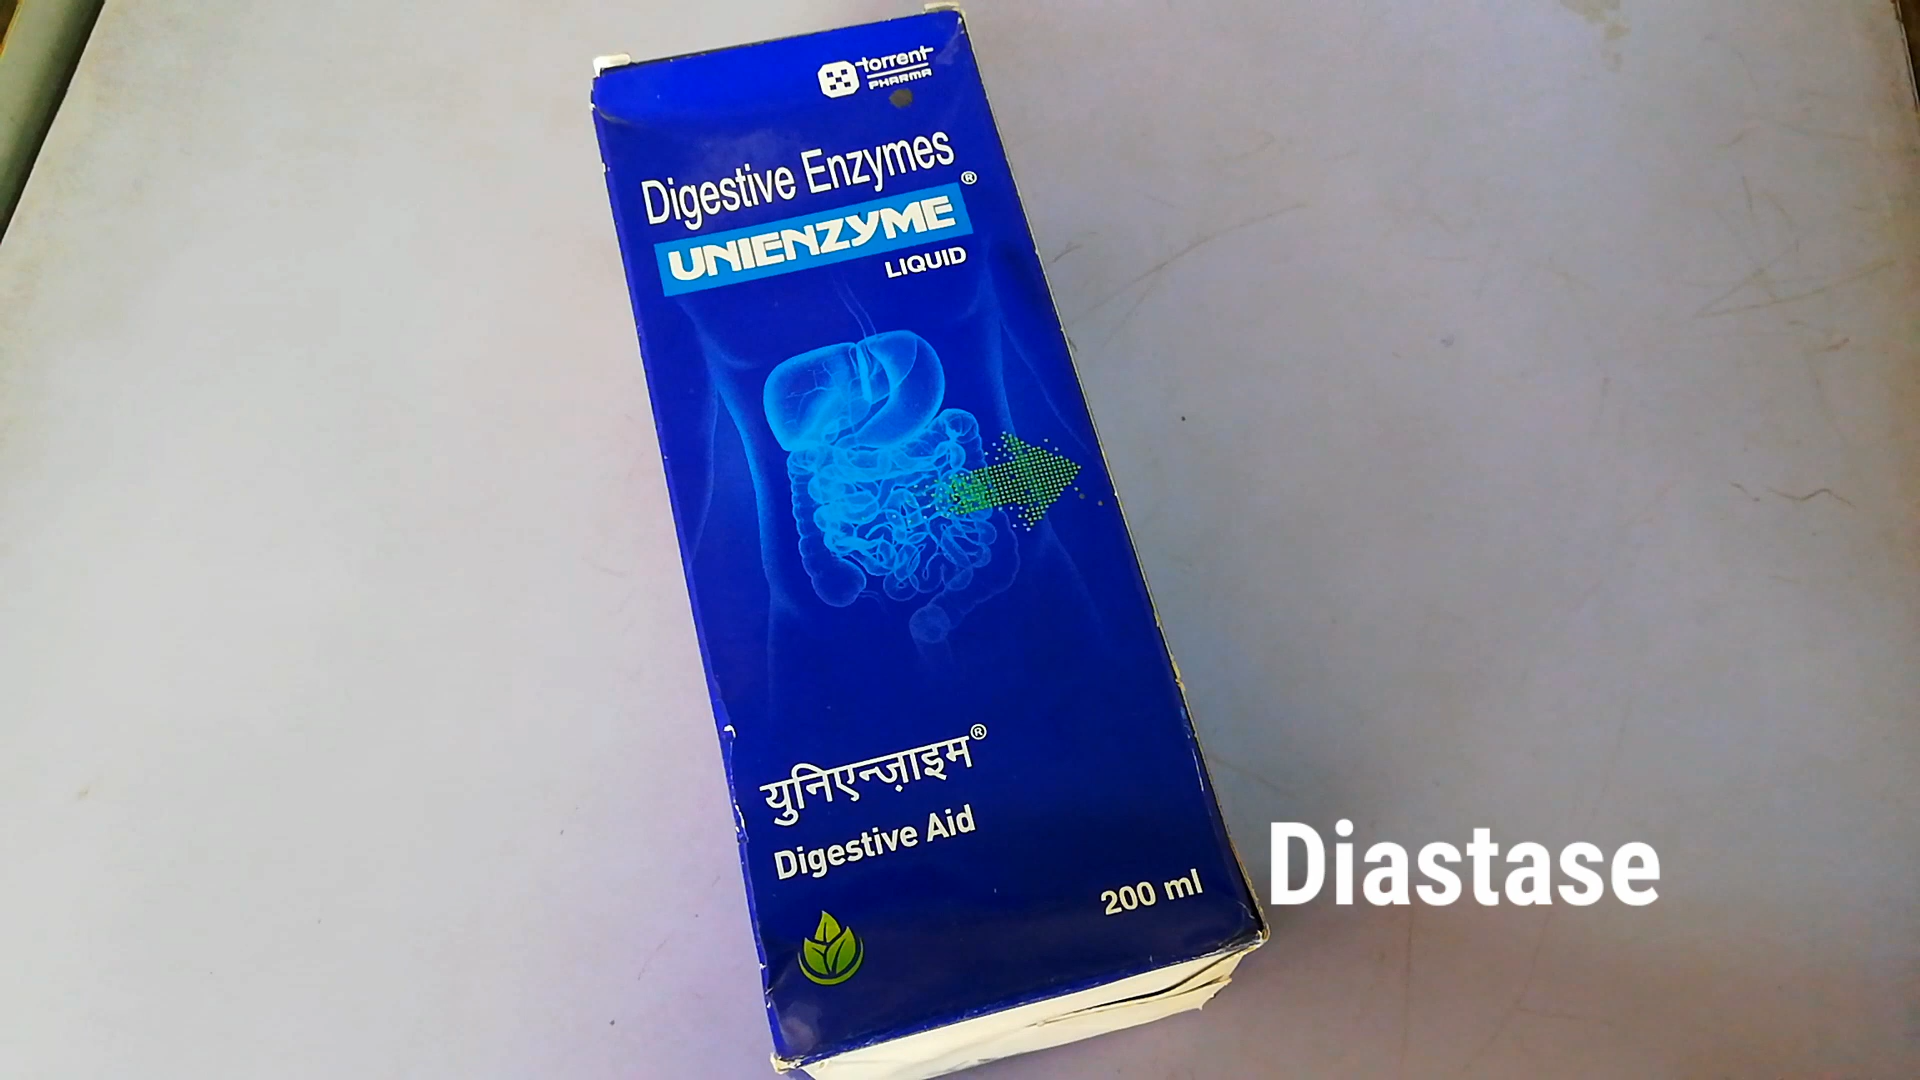 torrent
PHARMA
Digestive Enzymes
UNIENZYME®
LIQUID
युनिएन्ज़ाइम®
Digestive Aid
200 ml
Diastase